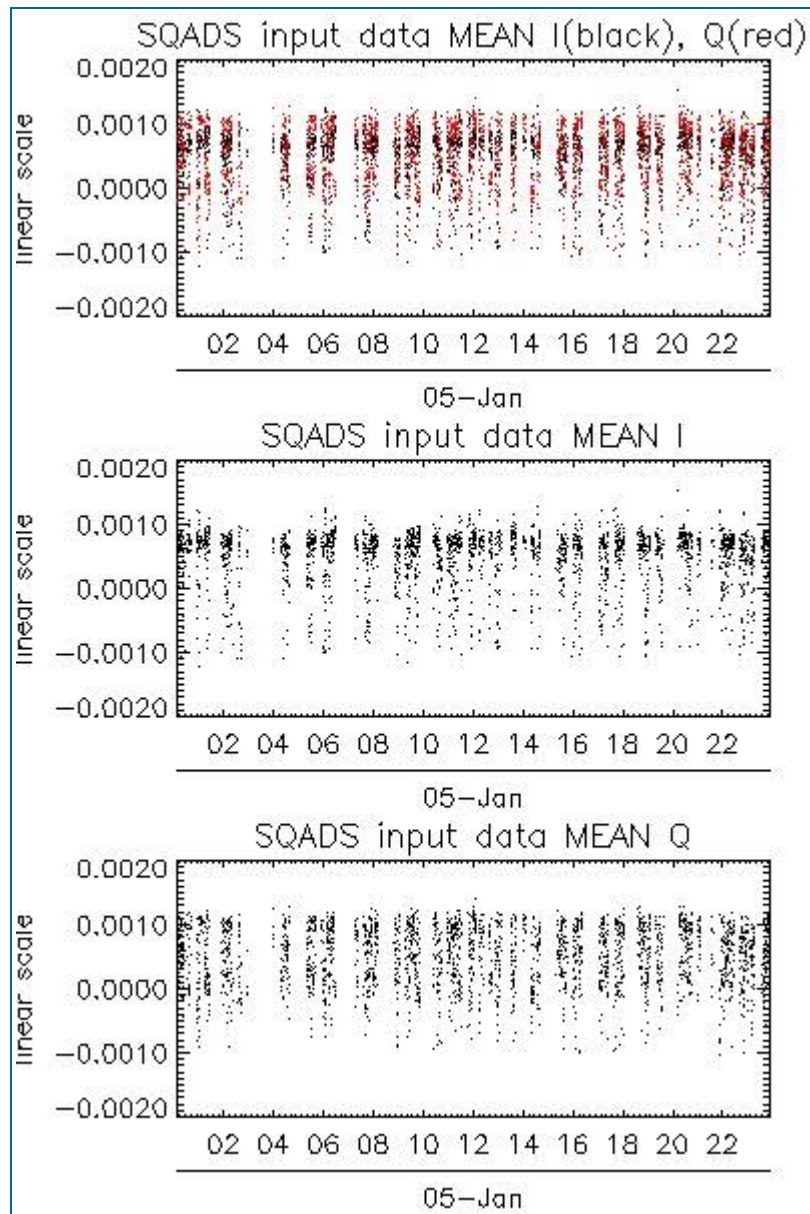 SQADS input data MEAN I(black), Q(red)
0.0020
0.0010
0.0000
-0.0010
-0.0020
linear scale
02 04 06 08 10 12 14 16 18 20 22
05-Jan
SQADS input data MEAN I
0.0020
0.0010
0.0000
-0.0010
-0.0020
linear scale
02 04 06 08 10 12 14 16 18 20 22
05-Jan
SQADS input data MEAN Q
0.0020
0.0010
0.0000
-0.0010
-0.0020
linear scale
02 04 06 08 10 12 14 16 18 20 22
05-Jan